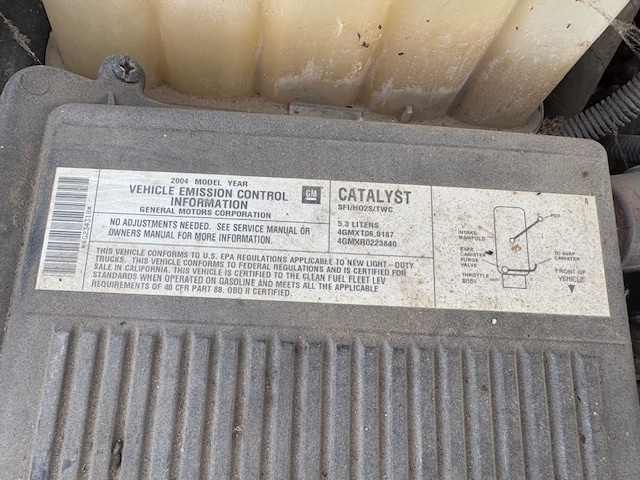 2004 MODEL YEAR
VEHICLE EMISSION CONTROL
INFORMATION
GENERAL MOTORS CORPORATION
GM
NO ADJUSTMENTS NEEDED. SEE SERVICE MANUAL OR
OWNERS MANUAL FOR MORE INFORMATION.
CATALYST
SFI/HO2S/TWC
5.3 LITERS
4GMXT06.0187
4GMXR0223840
THIS VEHICLE CONFORMS TO U.S. EPA REGULATIONS APPLICABLE TO NEW LIGHT-DUTY
TRUCKS. THIS VEHICLE CONFORMS TO FEDERAL REGULATIONS AND IS CERTIFIED FOR
SALE IN CALIFORNIA. THIS VEHICLE IS CERTIFIED TO THE CLEAN FUEL FLEET LEV
STANDARDS WHEN OPERATED ON GASOLINE AND MEETS ALL THE APPLICABLE
REQUIREMENTS OF 40 CFR PART 88. OBD II CERTIFIED.
PCV
INTAKE
MANIFOLD
EVAP
CANISTER
PURGE
VALVE
TO EVAP
CANISTER
THROTTLE
BODY
FRONT OF
VEHICLE